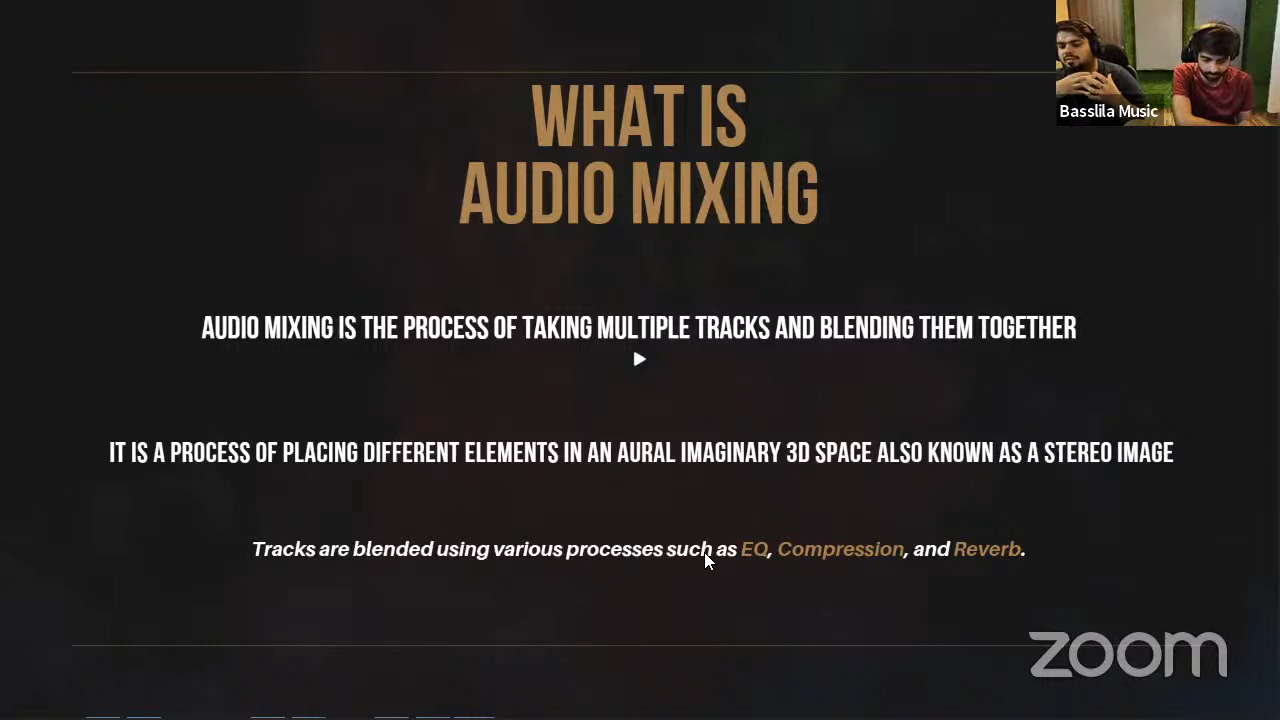 WHAT IS
AUDIO MIXING
Basslila Music
AUDIO MIXING IS THE PROCESS OF TAKING MULTIPLE TRACKS AND BLENDING THEM TOGETHER
IT IS A PROCESS OF PLACING DIFFERENT ELEMENTS IN AN AURAL IMAGINARY 3D SPACE ALSO KNOWN AS A STEREO IMAGE
Tracks are blended using various processes such as EQ, Compression, and Reverb.
zoom